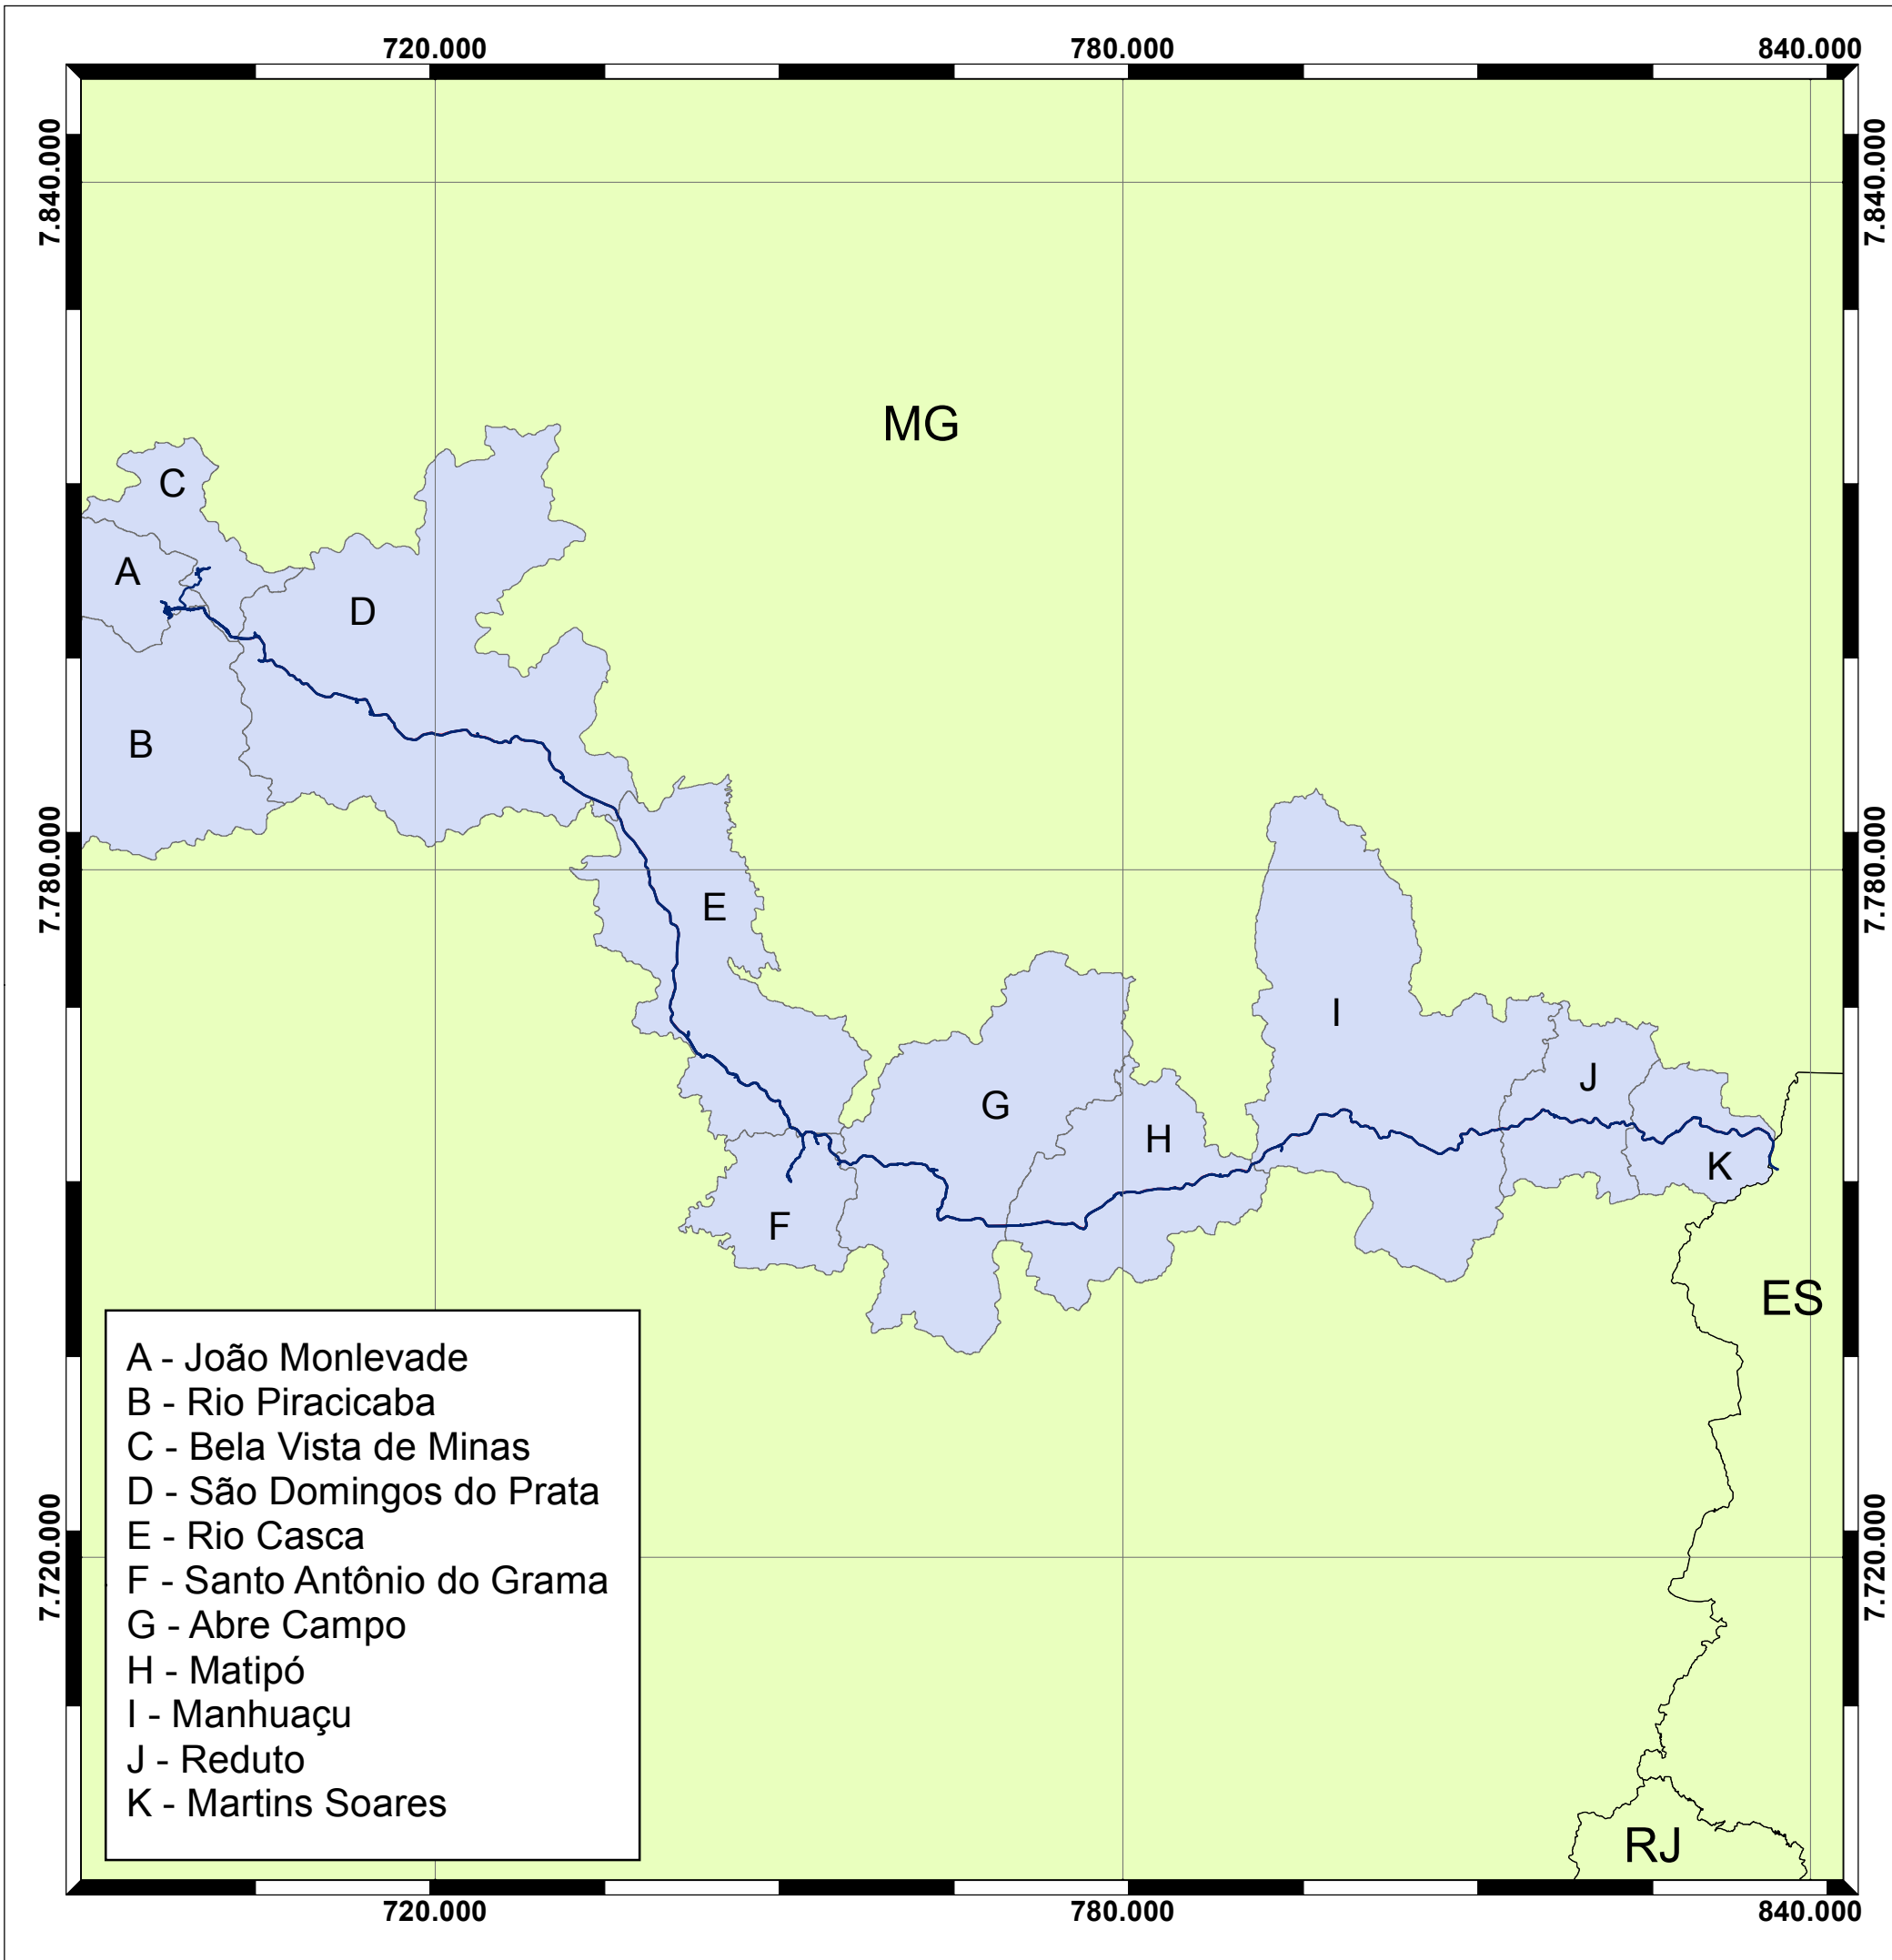 720.000 780.000 840.000
7.840.000 7.840.000
MG
C
A
D
B
7.780.000 7.780.000
E
I
J
G
H
K
F
ES
A - João Monlevade
B - Rio Piracicaba
C - Bela Vista de Minas
D - São Domingos do Prata
E - Rio Casca
F - Santo Antônio do Grama
G - Abre Campo
H - Matipó
I - Manhuaçu
J - Reduto
K - Martins Soares
7.720.000 7.720.000
RJ
720.000 780.000 840.000